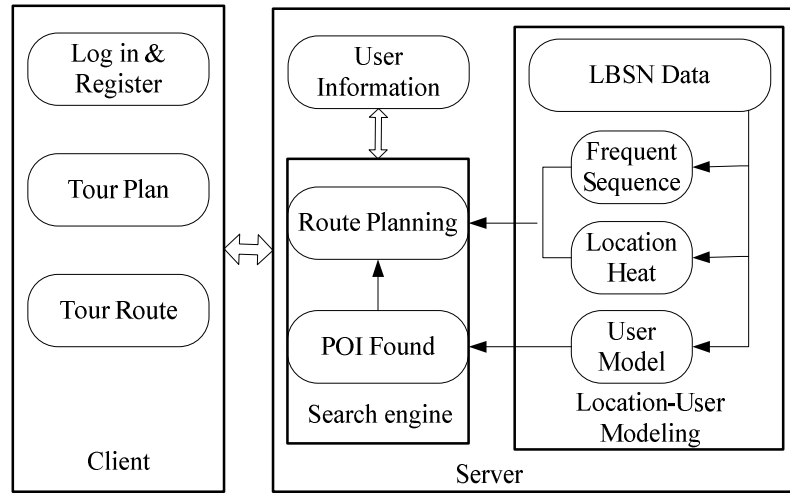 Log in &
Register
Tour Plan
Tour Route
Client
User
Information
Route Planning
POI Found
Search engine
LBSN Data
Frequent
Sequence
Location
Heat
User
Model
Location-User
Modeling
Server